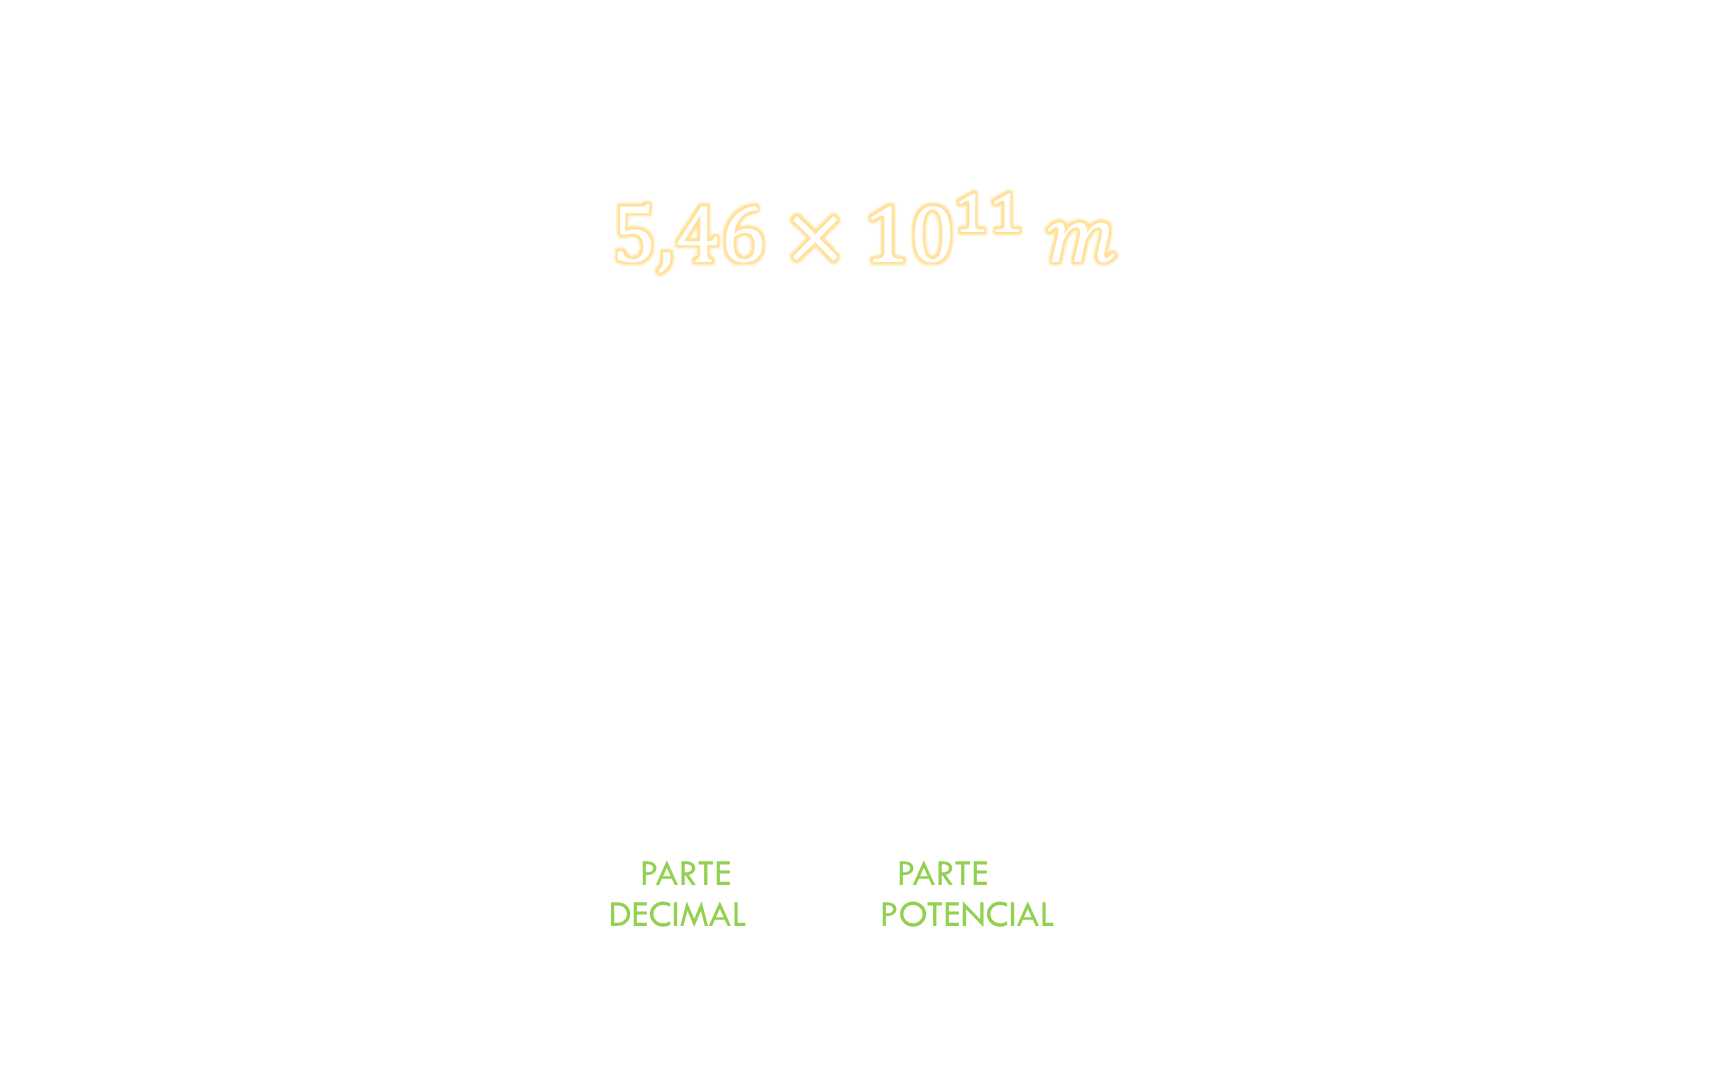 5,46 × 10¹¹ m
PARTE PARTE
DECIMAL POTENCIAL